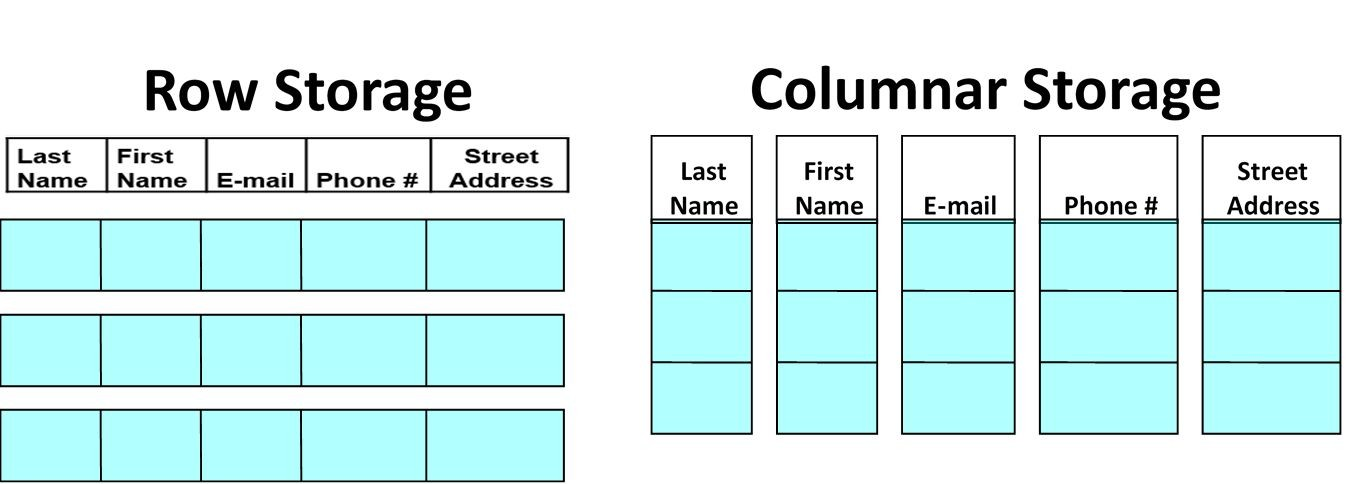 Row Storage
Last Name
First Name
E-mail
Phone #
Street Address
Columnar Storage
Last Name
First Name
E-mail
Phone #
Street Address